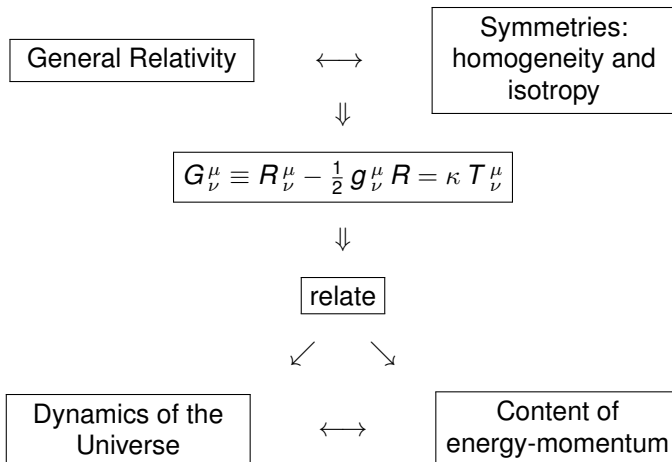 General Relativity ⟷ Symmetries:
homogeneity and
isotropy
⇓
G^μ_ν ≡ R^μ_ν − ½ g^μ_ν R = κ T^μ_ν
⇓
relate
↙ ↘
Dynamics of the
Universe
⟷
Content of
energy-momentum